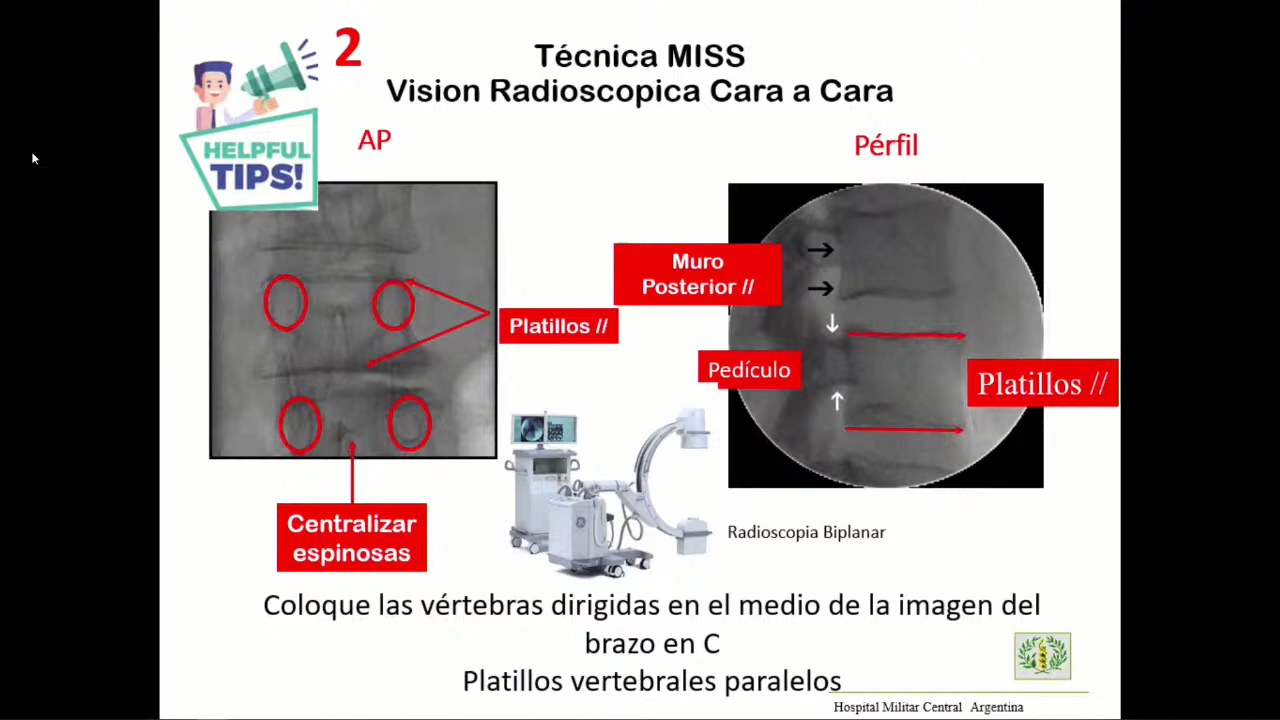 2
Técnica MISS
Vision Radioscopica Cara a Cara
HELPFUL
TIPS!
AP
Pérfil
Muro
Posterior //
Platillos //
Pedículo
Platillos //
Centralizar
espinosas
Radioscopia Biplanar
Coloque las vértebras dirigidas en el medio de la imagen del
brazo en C
Platillos vertebrales paralelos
Hospital Militar Central Argentina